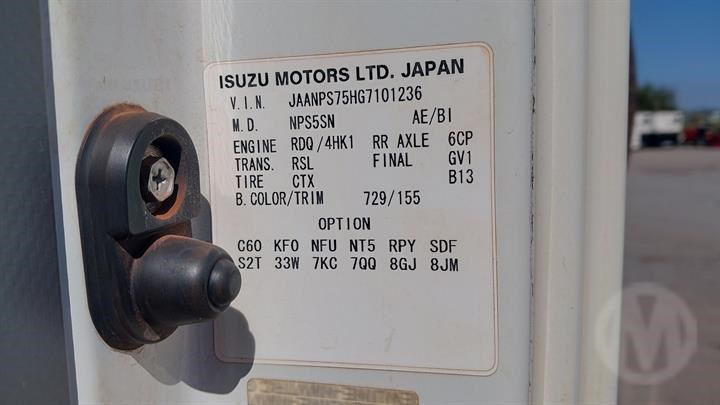 ISUZU MOTORS LTD. JAPAN
V.I.N. JAANPS75HG7101236
M.D. NPS5SN AE/BI
ENGINE RDQ/4HK1 RR AXLE 6CP
TRANS. RSL FINAL GV1
TIRE CTX B13
B.COLOR/TRIM 729/155
OPTION
C60 KFO NFU NT5 RPY SDF
S2T 33W 7KC 7QQ 8GJ 8JM
M